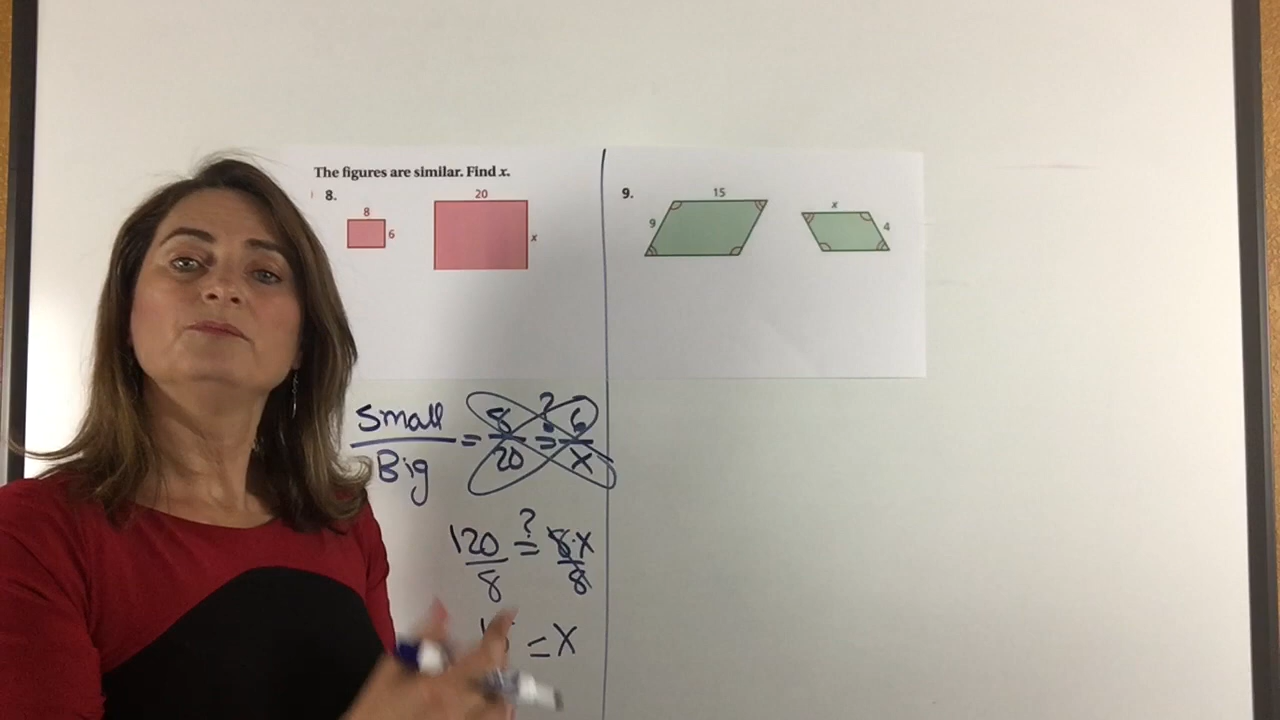 The figures are similar. Find x.
8.
8
6
20
x
9.
15
9
x
4
Small / Big = 8/20 ?= 6/x
120/8 ?= 8·x/8
= x